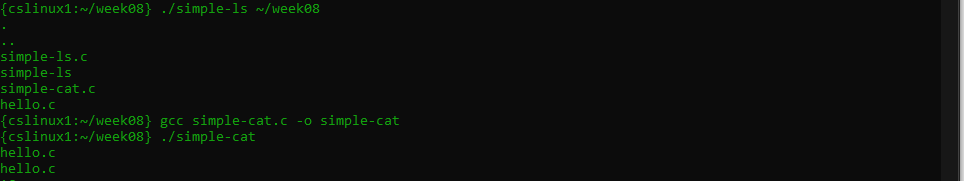 {cslinux1:~/week08} ./simple-ls ~/week08
.
..
simple-ls.c
simple-ls
simple-cat.c
hello.c
{cslinux1:~/week08} gcc simple-cat.c -o simple-cat
{cslinux1:~/week08} ./simple-cat
hello.c
hello.c